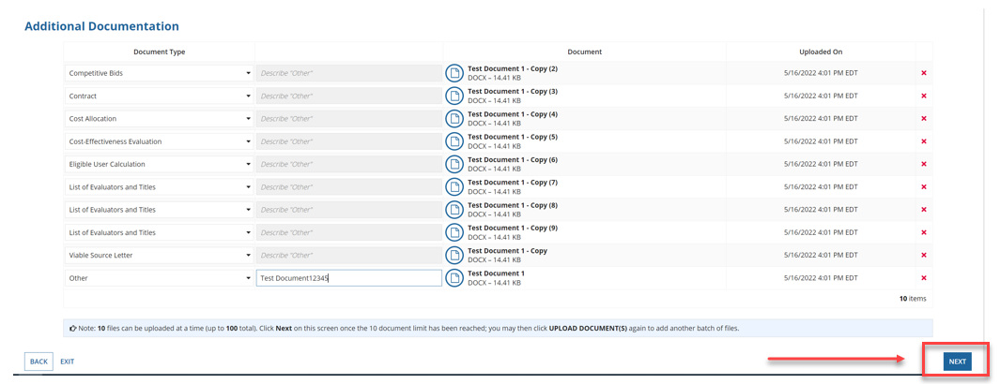 Additional Documentation
Document Type Document Uploaded On
Competitive Bids Describe "Other" Test Document 1 - Copy (2) 5/16/2022 4:01 PM EDT
DOCX – 14.41 KB
Contract Describe "Other" Test Document 1 - Copy (3) 5/16/2022 4:01 PM EDT
DOCX – 14.41 KB
Cost Allocation Describe "Other" Test Document 1 - Copy (4) 5/16/2022 4:01 PM EDT
DOCX – 14.41 KB
Cost-Effectiveness Evaluation Describe "Other" Test Document 1 - Copy (5) 5/16/2022 4:01 PM EDT
DOCX – 14.41 KB
Eligible User Calculation Describe "Other" Test Document 1 - Copy (6) 5/16/2022 4:01 PM EDT
DOCX – 14.41 KB
List of Evaluators and Titles Describe "Other" Test Document 1 - Copy (7) 5/16/2022 4:01 PM EDT
DOCX – 14.41 KB
List of Evaluators and Titles Describe "Other" Test Document 1 - Copy (8) 5/16/2022 4:01 PM EDT
DOCX – 14.41 KB
List of Evaluators and Titles Describe "Other" Test Document 1 - Copy (9) 5/16/2022 4:01 PM EDT
DOCX – 14.41 KB
Viable Source Letter Describe "Other" Test Document 1 - Copy 5/16/2022 4:01 PM EDT
DOCX – 14.41 KB
Other Test Document12345 Test Document 1 5/16/2022 4:01 PM EDT
DOCX – 14.41 KB
10 items
Note: 10 files can be uploaded at a time (up to 100 total). Click Next on this screen once the 10 document limit has been reached; you may then click UPLOAD DOCUMENT(S) again to add another batch of files.
BACK EXIT NEXT